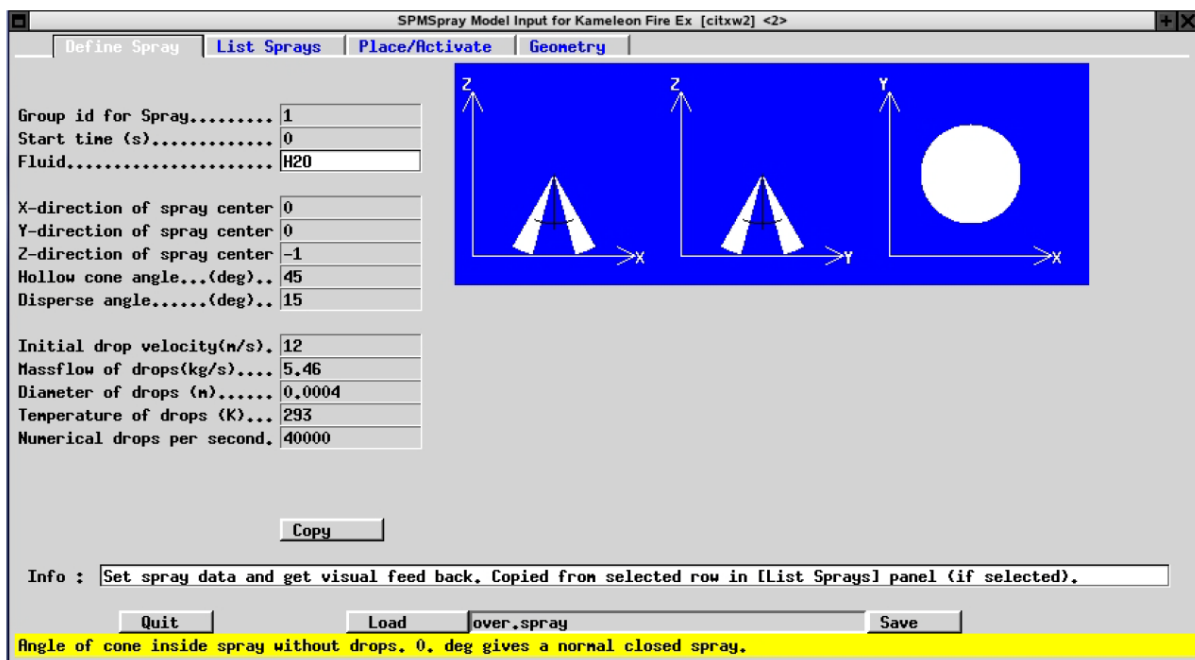 SPMSpray Model Input for Kameleon Fire Ex [citxw2] <2>
Define Spray List Sprays Place/Activate Geometry
Group id for Spray......... 1
Start time (s)............. 0
Fluid...................... H2O
X-direction of spray center 0
Y-direction of spray center 0
Z-direction of spray center -1
Hollow cone angle...(deg).. 45
Disperse angle......(deg).. 15
Initial drop velocity(m/s). 12
Massflow of drops(kg/s).... 5.46
Diameter of drops (m)...... 0.0004
Temperature of drops (K)... 293
Numerical drops per second. 40000
Z Z Y
X Y X
Copy
Info : Set spray data and get visual feed back. Copied from selected row in [List Sprays] panel (if selected).
Quit Load over.spray Save
Angle of cone inside spray without drops. 0. deg gives a normal closed spray.